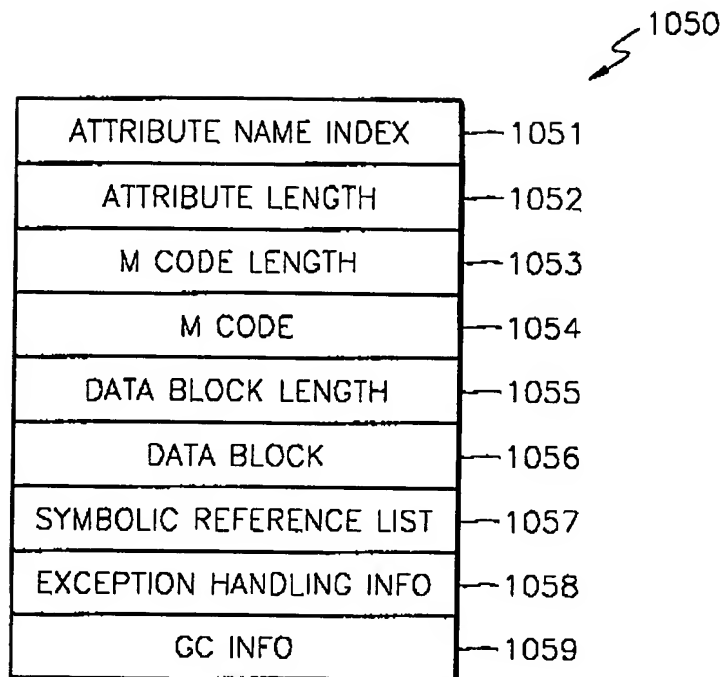 1050
ATTRIBUTE NAME INDEX 1051
ATTRIBUTE LENGTH 1052
M CODE LENGTH 1053
M CODE 1054
DATA BLOCK LENGTH 1055
DATA BLOCK 1056
SYMBOLIC REFERENCE LIST 1057
EXCEPTION HANDLING INFO 1058
GC INFO 1059